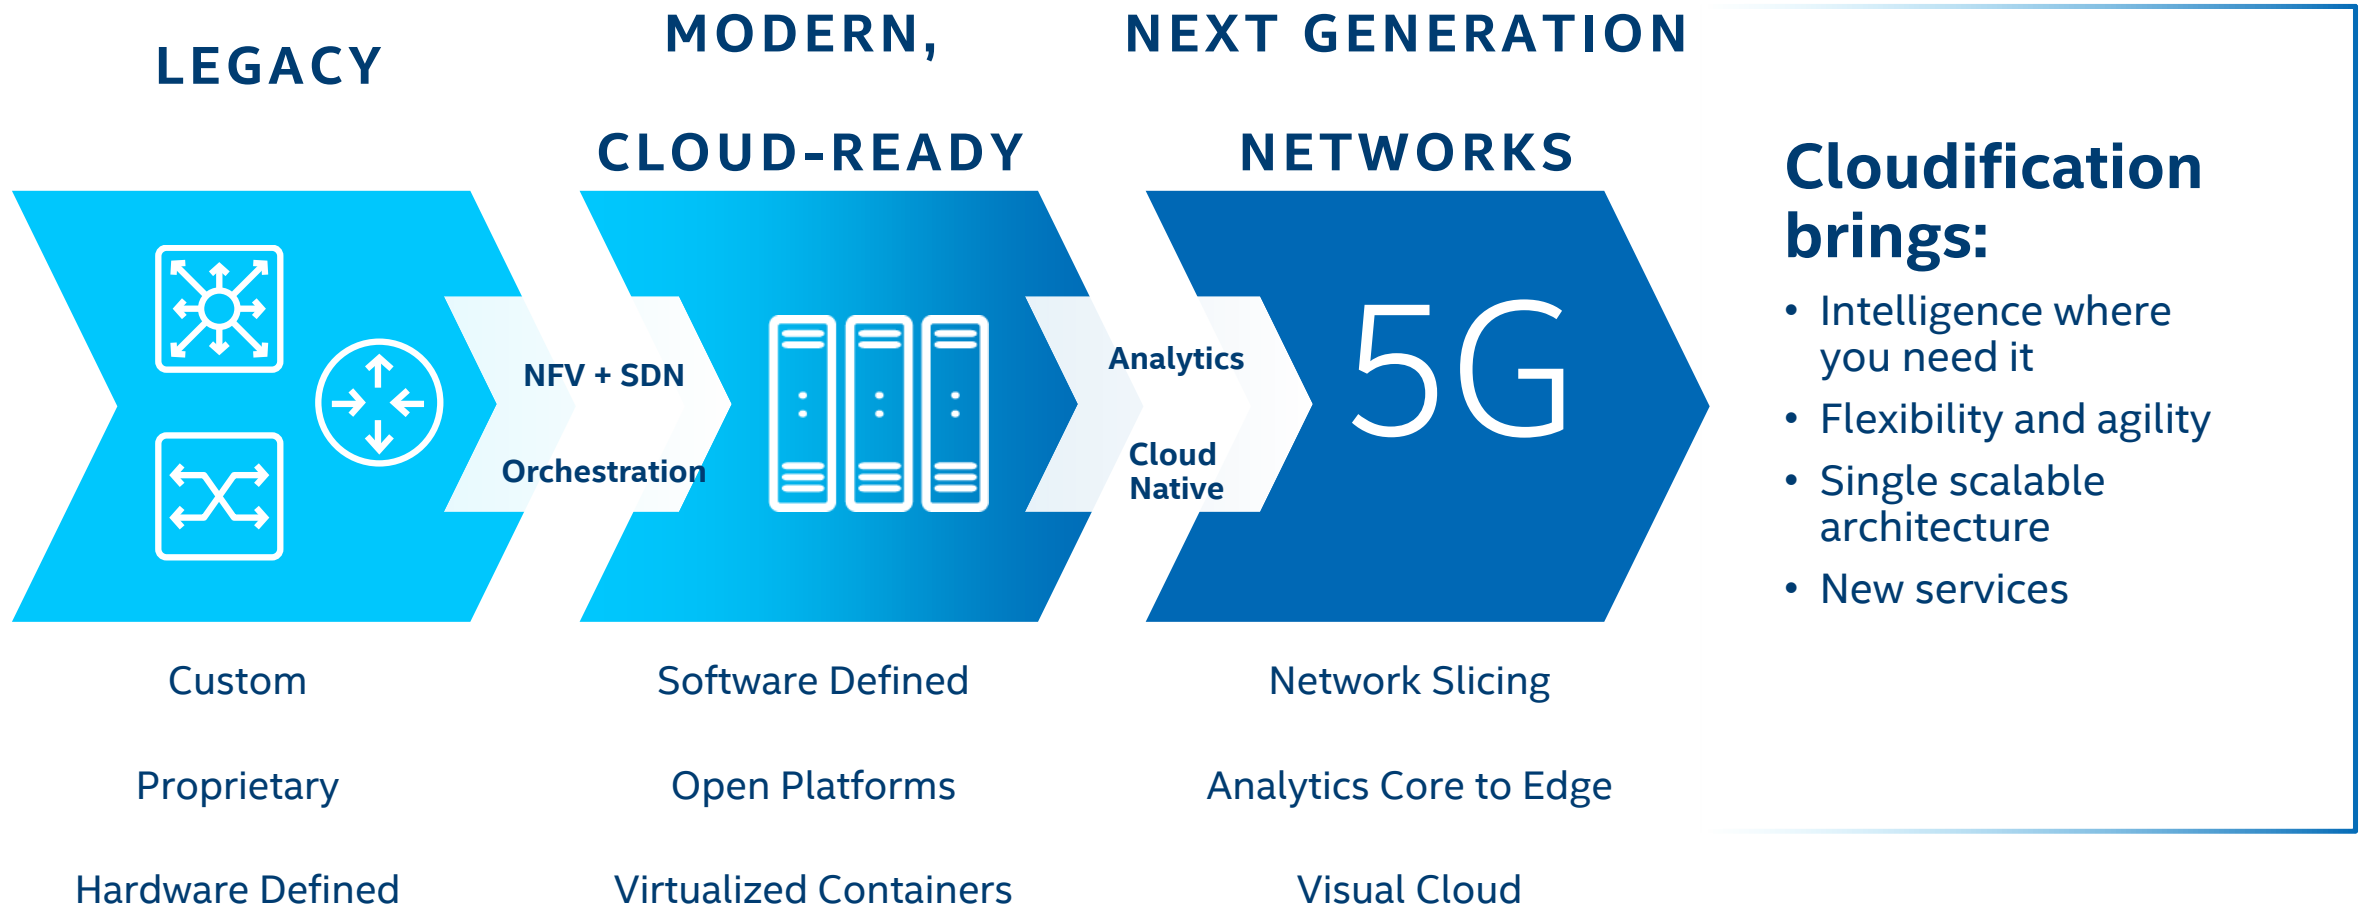 LEGACY
MODERN,
CLOUD-READY
NEXT GENERATION
NETWORKS
NFV + SDN
Orchestration
Analytics
Cloud
Native
5G
Custom
Proprietary
Hardware Defined
Software Defined
Open Platforms
Virtualized Containers
Network Slicing
Analytics Core to Edge
Visual Cloud
Cloudification
brings:
• Intelligence where
you need it
• Flexibility and agility
• Single scalable
architecture
• New services